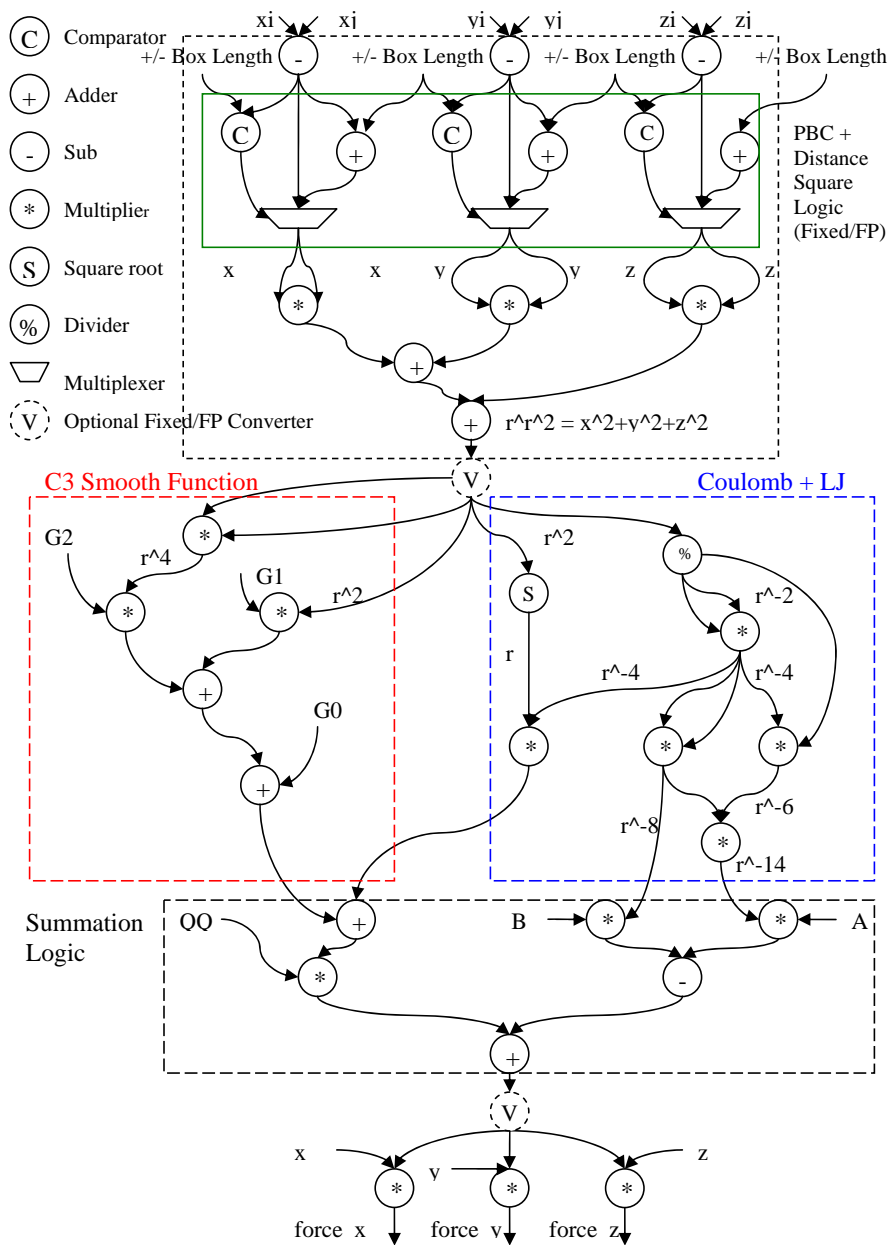 xi xj yi yj zi zj
C Comparator
+/- Box Length - +/- Box Length - +/- Box Length - +/- Box Length
+ Adder
C + C + C +
PBC +
Distance
Square
Logic
(Fixed/FP)
- Sub
* Multiplier
S Square root
x x y y z z
* * *
% Divider
+
Multiplexer
V Optional Fixed/FP Converter
+ r^r^2 = x^2+y^2+z^2
V
C3 Smooth Function
Coulomb + LJ
G2 * r^2 %
r^4 G1
* * r^2 S r^-2
*
r r^-4 r^-4
+
G0
* * *
+
r^-6
r^-8 *
r^-14
Summation
Logic
QQ + B * * A
* -
+
V
x z
y
* * *
force x force y force z